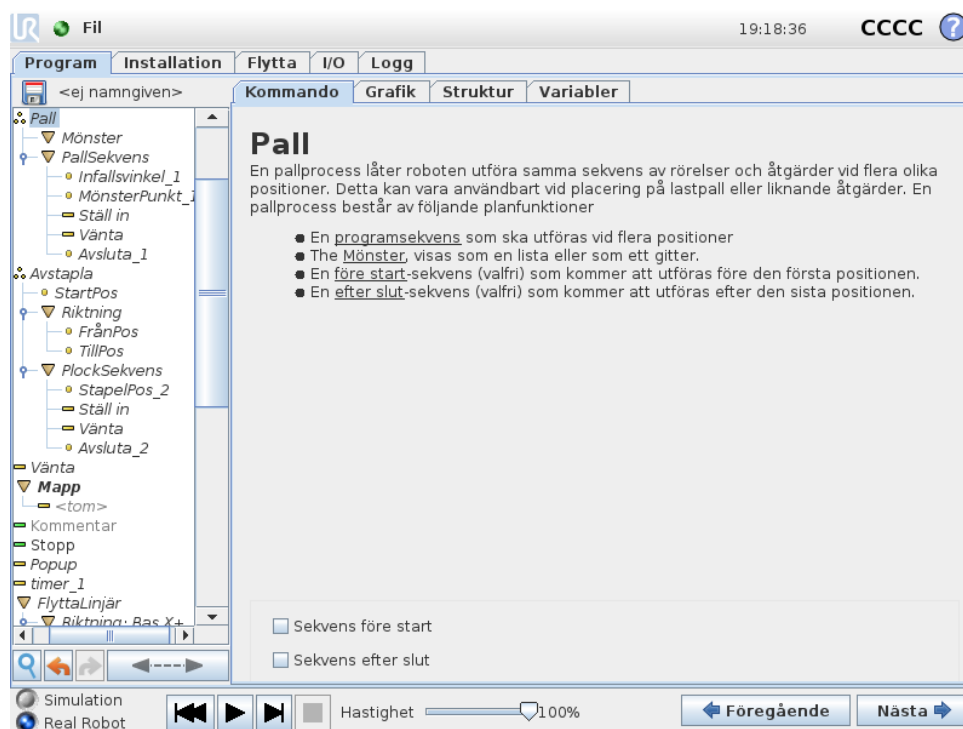 Fil
19:18:36
CCCC
?
Program
Installation
Flytta
I/O
Logg
<ej namngiven>
Kommando
Grafik
Struktur
Variabler
Pall
Mönster
PallSekvens
Infallsvinkel_1
MönsterPunkt_1
Ställ in
Vänta
Avsluta_1
Avstapla
StartPos
Riktning
FrånPos
TillPos
PlockSekvens
StapelPos_2
Ställ in
Vänta
Avsluta_2
Vänta
Mapp
<tom>
Kommentar
Stopp
Popup
timer_1
FlyttaLinjär
Riktning: Bas X+
Pall
En pallprocess låter roboten utföra samma sekvens av rörelser och åtgärder vid flera olika
positioner. Detta kan vara användbart vid placering på lastpall eller liknande åtgärder. En
pallprocess består av följande planfunktioner
En programsekvens som ska utföras vid flera positioner
The Mönster, visas som en lista eller som ett gitter.
En före start-sekvens (valfri) som kommer att utföras före den första positionen.
En efter slut-sekvens (valfri) som kommer att utföras efter den sista positionen.
Sekvens före start
Sekvens efter slut
Simulation
Real Robot
Hastighet
100%
Föregående
Nästa